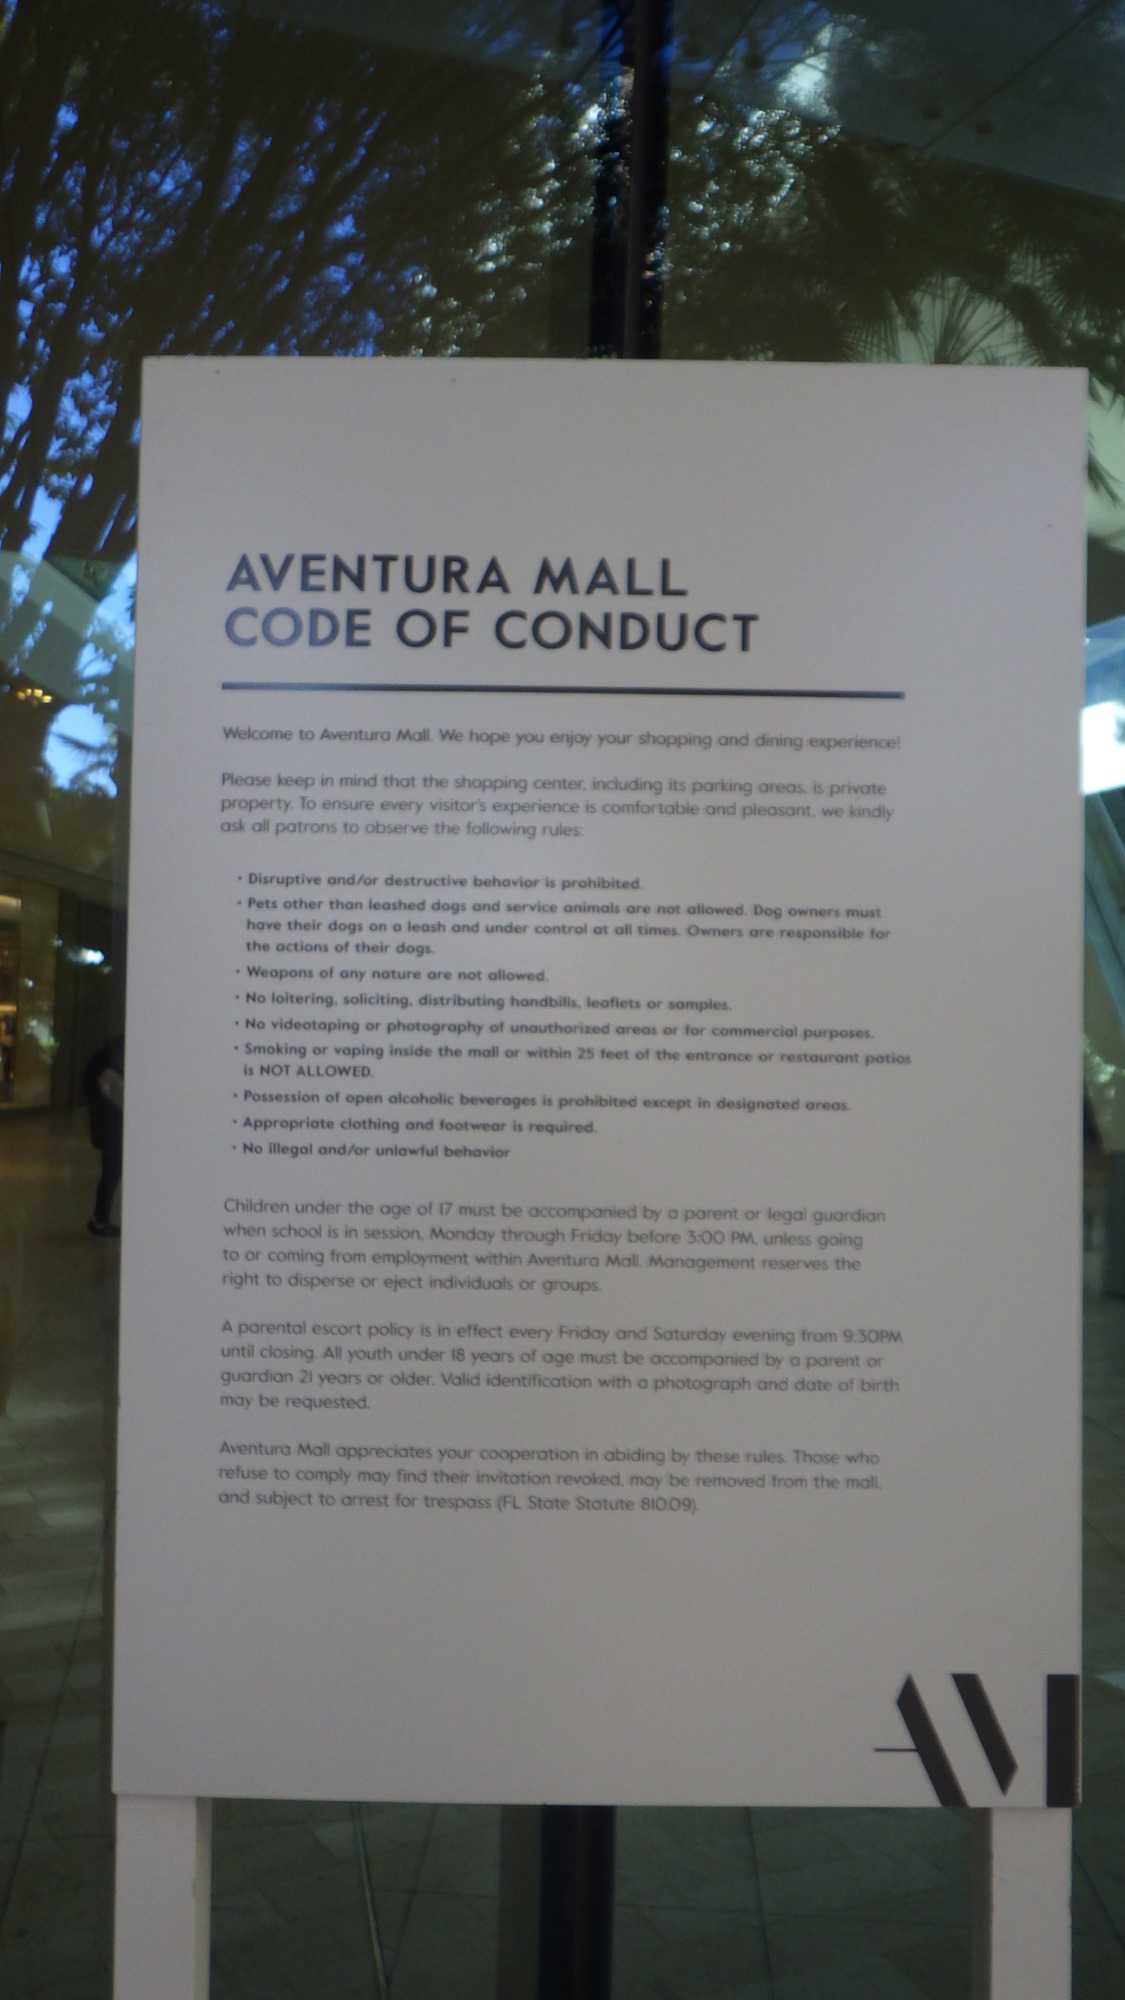 AVENTURA MALL
CODE OF CONDUCT
Welcome to Aventura Mall. We hope you enjoy your shopping and dining experience!
Please keep in mind that the shopping center, including its parking areas, is private
property. To ensure every visitor's experience is comfortable and pleasant, we kindly
ask all patrons to observe the following rules:
• Disruptive and/or destructive behavior is prohibited.
• Pets other than leashed dogs and service animals are not allowed. Dog owners must
have their dogs on a leash and under control at all times. Owners are responsible for
the actions of their dogs.
• Weapons of any nature are not allowed.
• No loitering, soliciting, distributing handbills, leaflets or samples.
• No videotaping or photography of unauthorized areas or for commercial purposes.
• Smoking or vaping inside the mall or within 25 feet of the entrance or restaurant patios
is NOT ALLOWED.
• Possession of open alcoholic beverages is prohibited except in designated areas.
• Appropriate clothing and footwear is required.
• No illegal and/or unlawful behavior
Children under the age of 17 must be accompanied by a parent or legal guardian
when school is in session, Monday through Friday before 3:00 PM, unless going
to or coming from employment within Aventura Mall. Management reserves the
right to disperse or eject individuals or groups.
A parental escort policy is in effect every Friday and Saturday evening from 9:30PM
until closing. All youth under 18 years of age must be accompanied by a parent or
guardian 21 years or older. Valid identification with a photograph and date of birth
may be requested.
Aventura Mall appreciates your cooperation in abiding by these rules. Those who
refuse to comply may find their invitation revoked, may be removed from the mall,
and subject to arrest for trespass (FL State Statute 810.09).